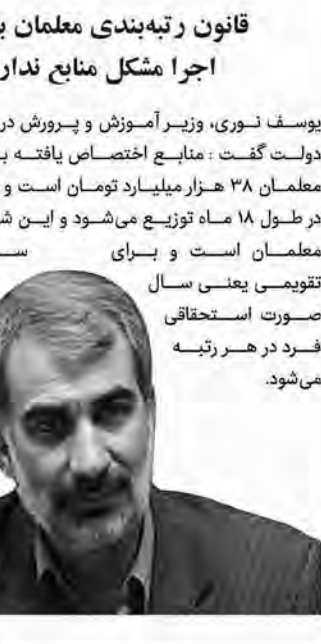 قانون رتبه‌بندی معلمان
اجرا مشکل منابع ندار
یوسف نوری، وزیر آموزش و پرورش در
دولت گفت : منابع اختصاص یافته
معلمان ۳۸ هزار میلیارد تومان است و
در طول ۱۸ ماه توزیع می‌شود و این
معلمان است و برای
تقویمی یعنی سال
صورت استحقاقی
فرد در هر رتبه
می‌شود.